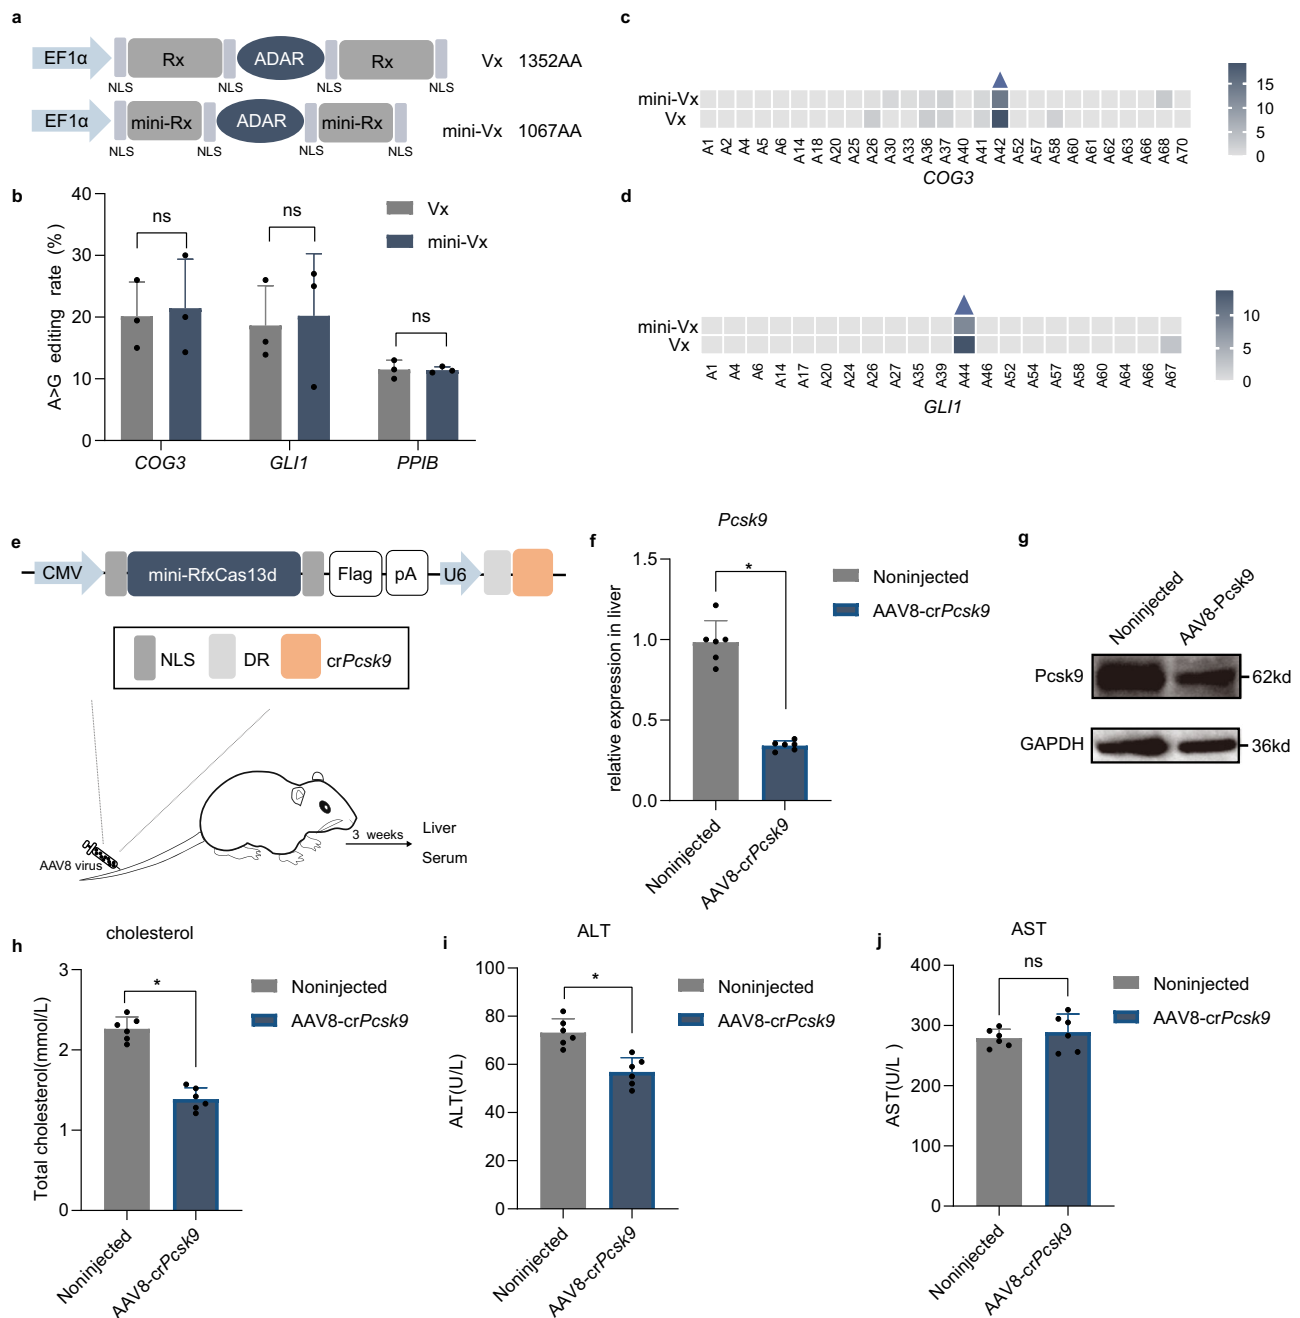 a
EF1α Rx ADAR Rx Vx 1352AA
NLS NLS NLS NLS
EF1α mini-Rx ADAR mini-Rx mini-Vx 1067AA
NLS NLS NLS NLS
b
40
30
20
10
0
A>G editing rate (%)
ns ns ns
Vx
mini-Vx
COG3 GLI1 PPIB
c
mini-Vx
Vx
A1 A2 A4 A5 A6 A14 A18 A20 A25 A26 A30 A33 A36 A37 A40 A41 A42 A52 A57 A58 A60 A61 A62 A63 A66 A68 A70
COG3
15
10
5
0
d
mini-Vx
Vx
A1 A4 A6 A14 A17 A20 A24 A26 A27 A35 A39 A44 A46 A52 A54 A57 A58 A60 A64 A66 A67
GLI1
10
5
0
e
CMV mini-RfxCas13d Flag pA U6
NLS DR crPcsk9
AAV8 virus
3 weeks
Liver
Serum
f
Pcsk9
1.5
1.0
0.5
0.0
relative expression in liver
*
Noninjected
AAV8-crPcsk9
Noninjected
AAV8-crPcsk9
g
Noninjected
AAV8-Pcsk9
Pcsk9 62kd
GAPDH 36kd
h
cholesterol
3
2
1
0
Total cholesterol(mmol/L)
*
Noninjected
AAV8-crPcsk9
Noninjected
AAV8-crPcsk9
i
ALT
100
80
60
40
20
0
ALT(U/L)
*
Noninjected
AAV8-crPcsk9
Noninjected
AAV8-crPcsk9
j
AST
400
300
200
100
0
AST(U/L )
ns
Noninjected
AAV8-crPcsk9
Noninjected
AAV8-crPcsk9